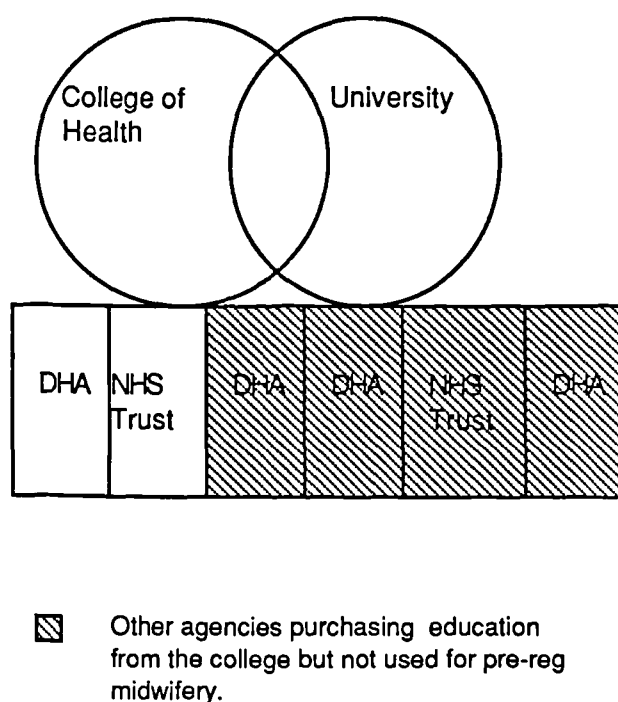 College of
Health
University
DHA
NHS
Trust
DHA
DHA
NHS
Trust
DHA
Other agencies purchasing education
from the college but not used for pre-reg
midwifery.